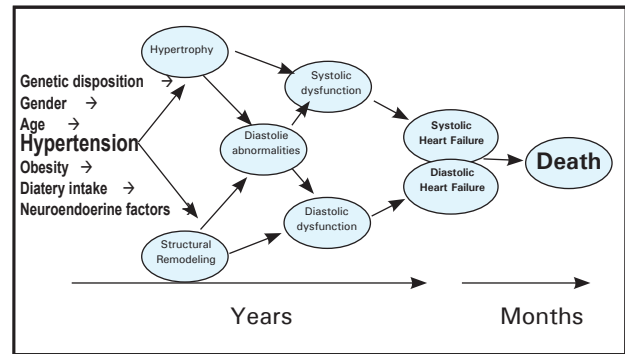 Hypertrophy
Genetic disposition →
Gender →
Age →
Hypertension
Obesity →
Diatery intake →
Neuroendoerine factors →
Structural
Remodeling
Diastolie
abnormalities
Systolic
dysfunction
Diastolic
dysfunction
Systolic
Heart Failure
Diastolic
Heart Failure
Death
Years
Months